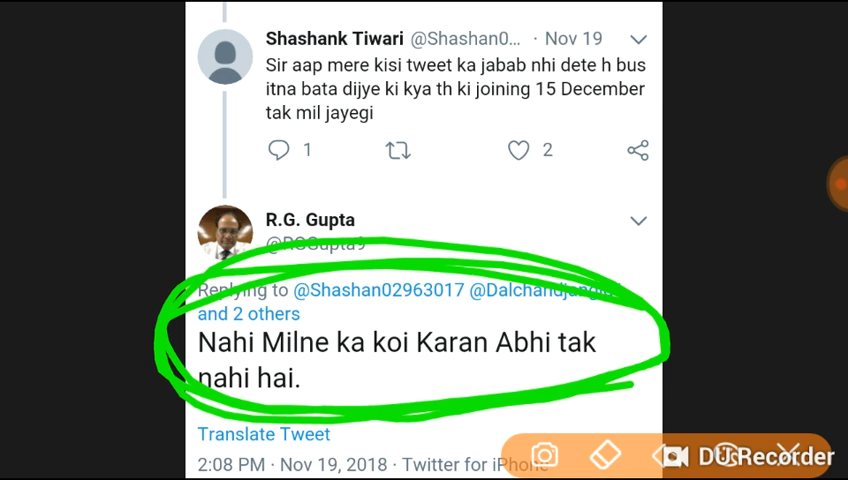 Shashank Tiwari @Shashan0... · Nov 19
Sir aap mere kisi tweet ka jabab nhi dete h bus
itna bata dijye ki kya th ki joining 15 December
tak mil jayegi
1 2
R.G. Gupta
@RGGupta9
Replying to @Shashan02963017
and 2 others
Nahi Milne ka koi Karan Abhi tak
nahi hai.
Translate Tweet
2:08 PM · Nov 19, 2018 · Twitter for iPhone
DU Recorder